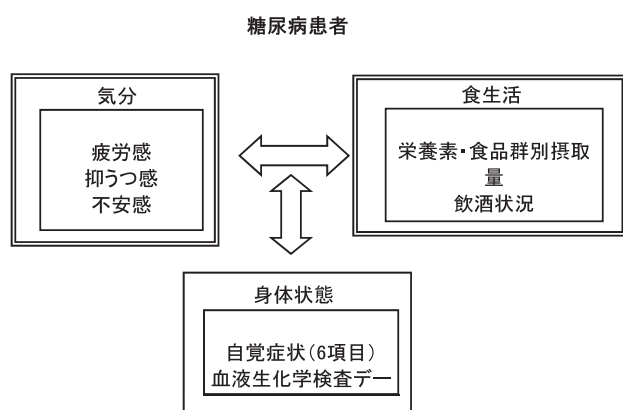 糖尿病患者
気分
疲労感
抑うつ感
不安感
食生活
栄養素・食品群別摂取
量
飲酒状況
身体状態
自覚症状(6項目)
血液生化学検査デー